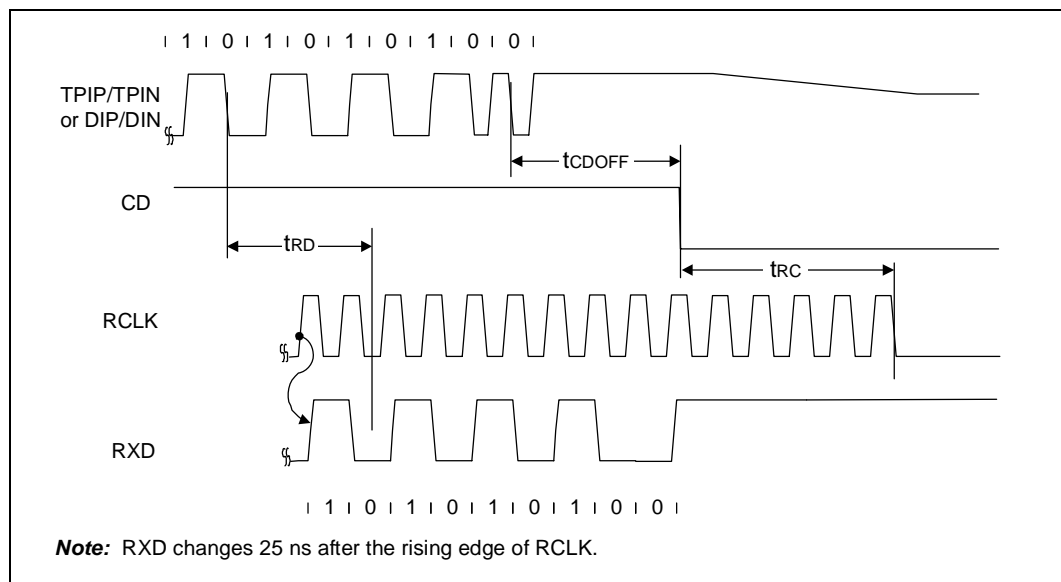 1 0 1 0 1 0 1 0 0
TPIP/TPIN
or DIP/DIN
tCDOFF
CD
tRD
tRC
RCLK
RXD
1 0 1 0 1 0 1 0 0
Note: RXD changes 25 ns after the rising edge of RCLK.